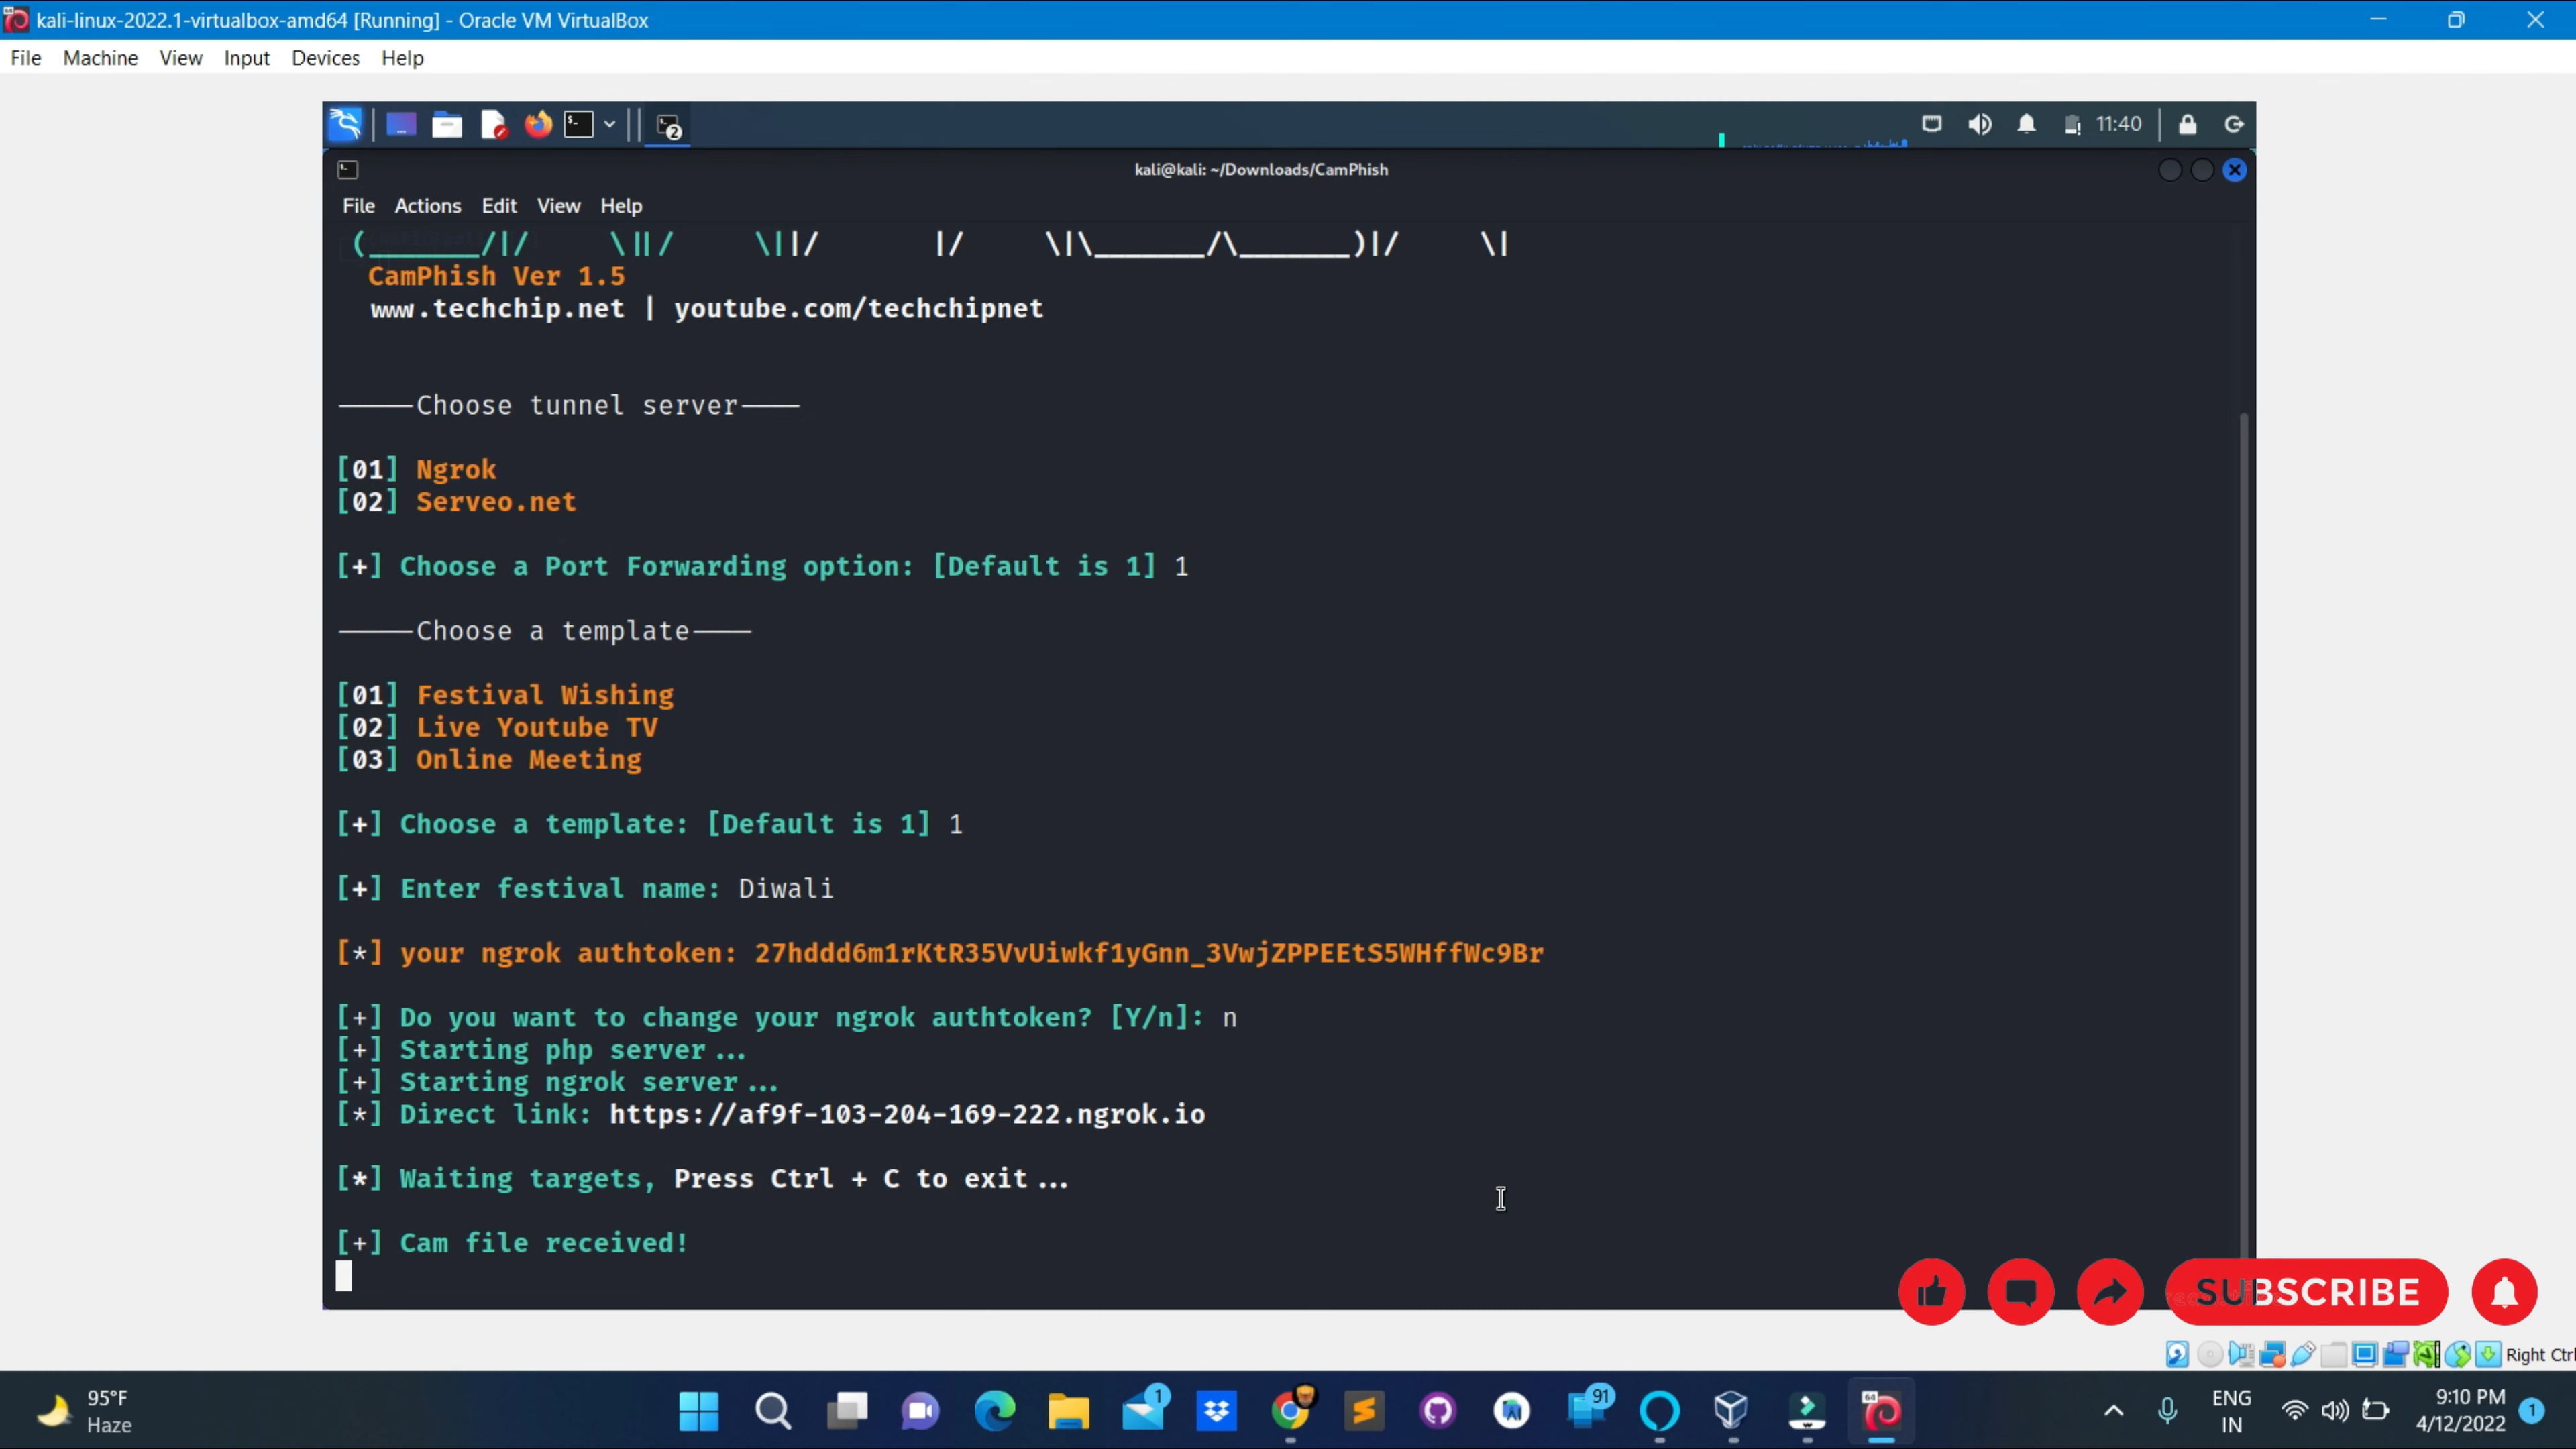 kali-linux-2022.1-virtualbox-amd64 [Running] - Oracle VM VirtualBox
File Machine View Input Devices Help
2 11:40
kali@kali: ~/Downloads/CamPhish
File Actions Edit View Help
CamPhish Ver 1.5
www.techchip.net | youtube.com/techchipnet
———Choose tunnel server———
[01] Ngrok
[02] Serveo.net
[+] Choose a Port Forwarding option: [Default is 1] 1
———Choose a template———
[01] Festival Wishing
[02] Live Youtube TV
[03] Online Meeting
[+] Choose a template: [Default is 1] 1
[+] Enter festival name: Diwali
[*] your ngrok authtoken: 27hddd6m1rKtR35VvUiwkf1yGnn_3VwjZPPEEtS5WHffWc9Br
[+] Do you want to change your ngrok authtoken? [Y/n]: n
[+] Starting php server...
[+] Starting ngrok server...
[*] Direct link: https://af9f-103-204-169-222.ngrok.io
[*] Waiting targets, Press Ctrl + C to exit...
[+] Cam file received!
SUBSCRIBE
Right Ctrl
95°F
Haze
1 91 64
ENG
IN
9:10 PM
4/12/2022
1